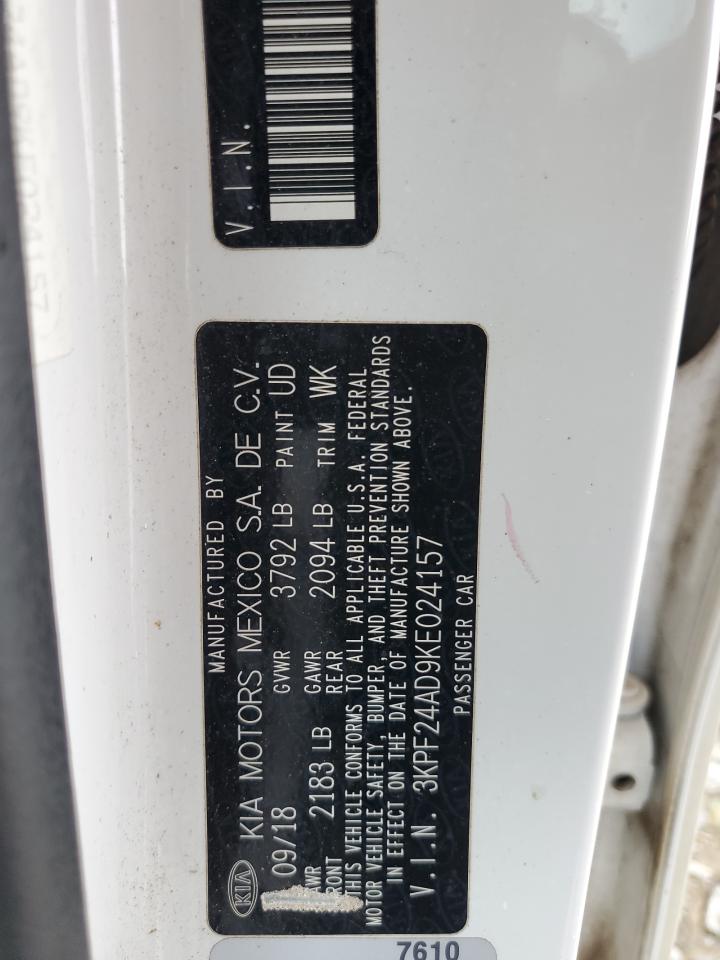 V.I.N.
MANUFACTURED BY
KIA KIA MOTORS MEXICO S.A. DE C.V.
09/18 GVWR 3792 LB PAINT UD
GAWR
2183 LB REAR 2094 LB TRIM WK
THIS VEHICLE CONFORMS TO ALL APPLICABLE U.S.A. FEDERAL
MOTOR VEHICLE SAFETY, BUMPER, AND THEFT PREVENTION STANDARDS
IN EFFECT ON THE DATE OF MANUFACTURE SHOWN ABOVE.
V.I.N. 3KPF24AD9KE024157
PASSENGER CAR
7610